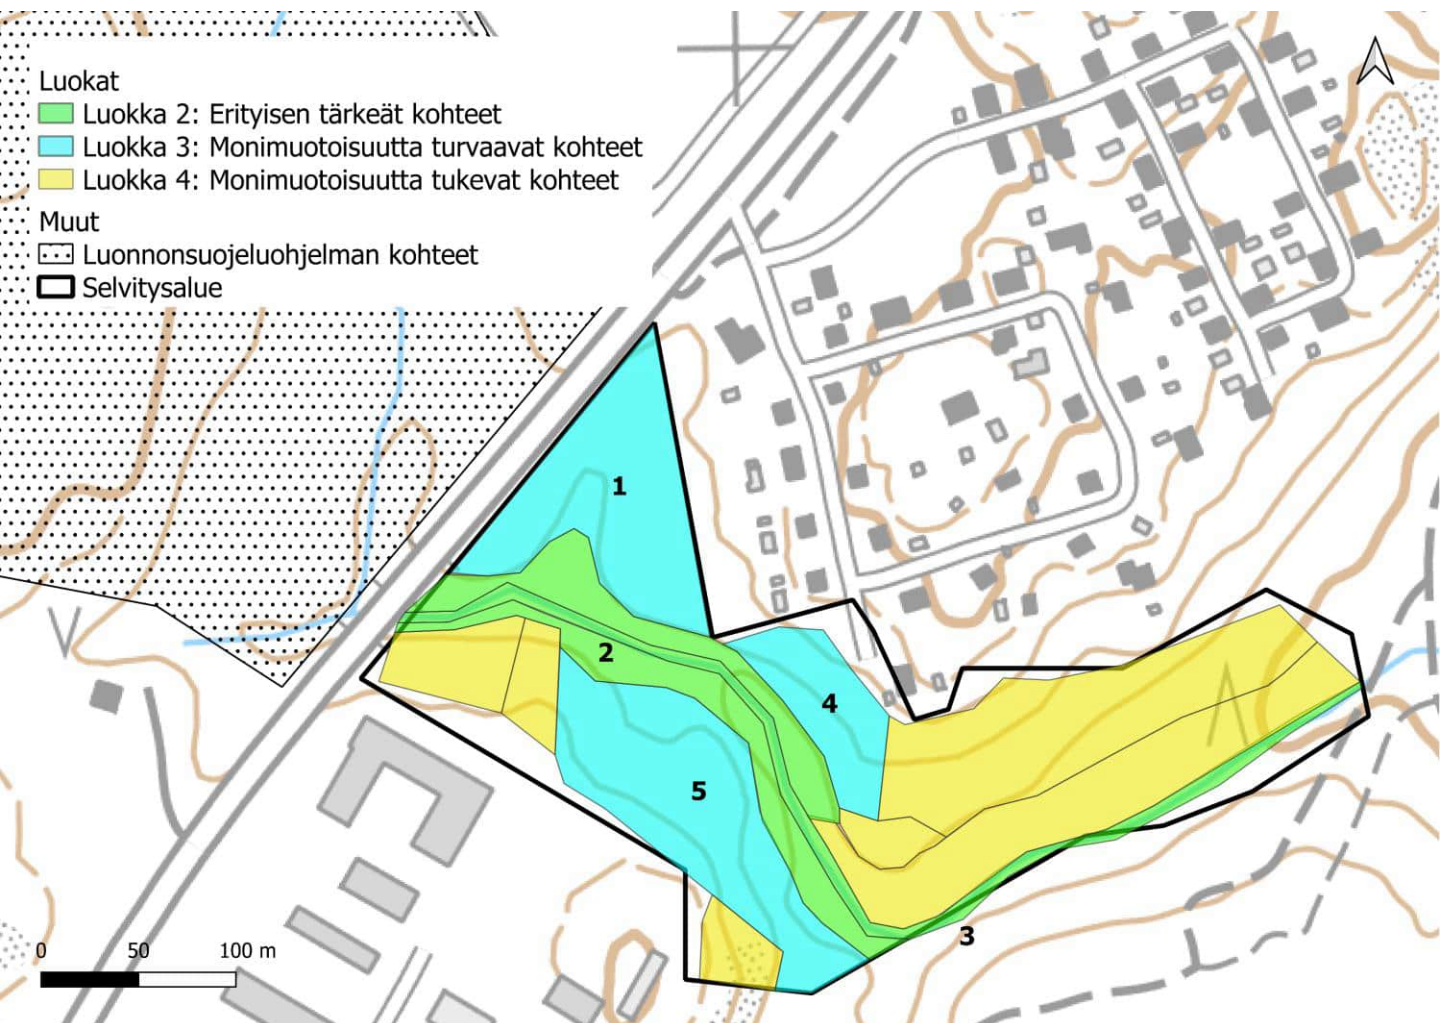 Luokat
Luokka 2: Erityisen tärkeät kohteet
Luokka 3: Monimuotoisuutta turvaavat kohteet
Luokka 4: Monimuotoisuutta tukevat kohteet
Muut
Luonnonsuojeluohjelman kohteet
Selvitysalue
1
2
4
5
3
0 50 100 m